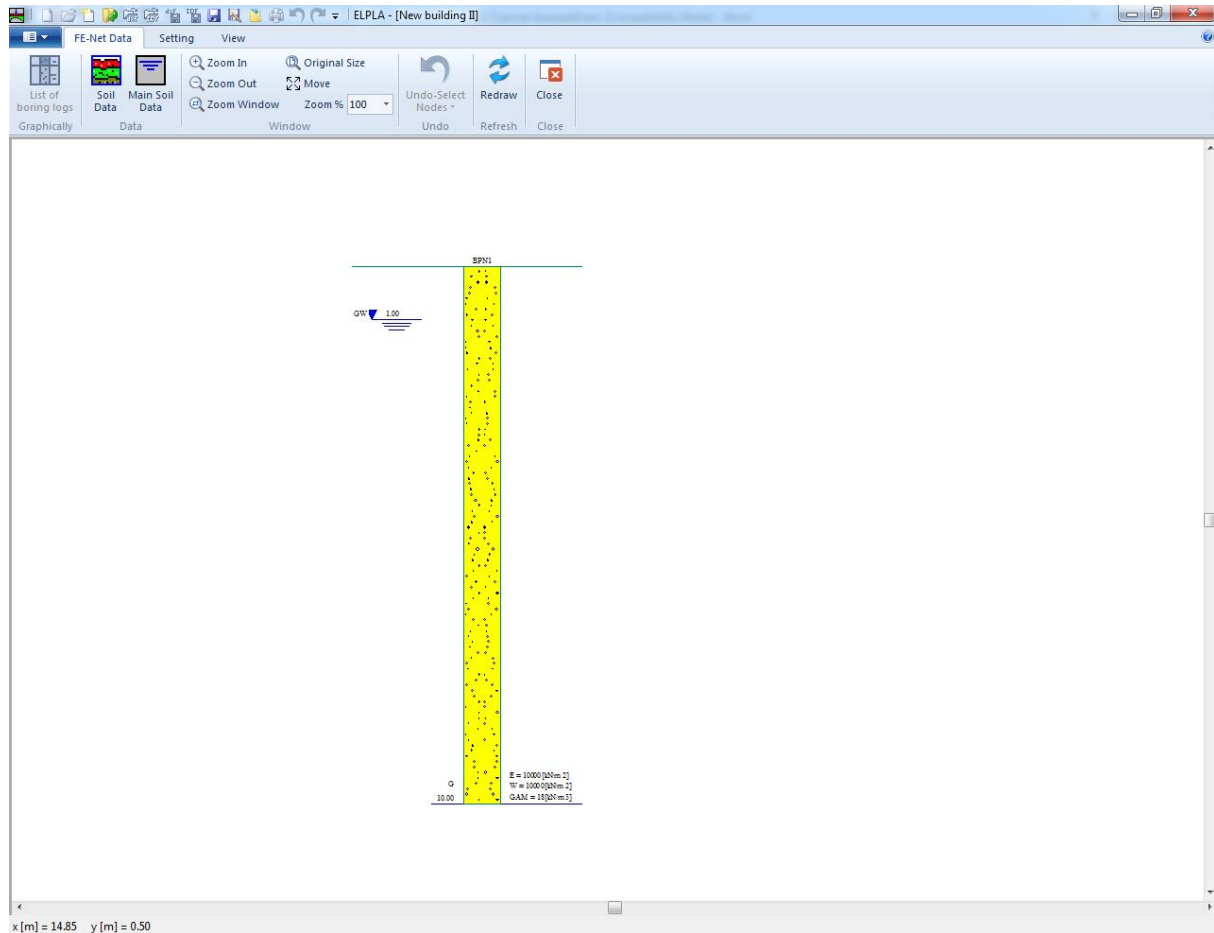 ELPLA - [New building II]
FE-Net Data Setting View
List of boring logs
Graphically
Soil Data
Main Soil Data
Data
Zoom In
Zoom Out
Zoom Window
Original Size
Move
Zoom % 100
Window
Undo-Select Nodes
Undo
Redraw
Refresh
Close
Close
BPN1
GW 1.00
G
10.00
E = 10000 [kN/m2]
W = 10000 [kN/m2]
GAM = 18[kN/m3]
x [m] = 14.85 y [m] = 0.50